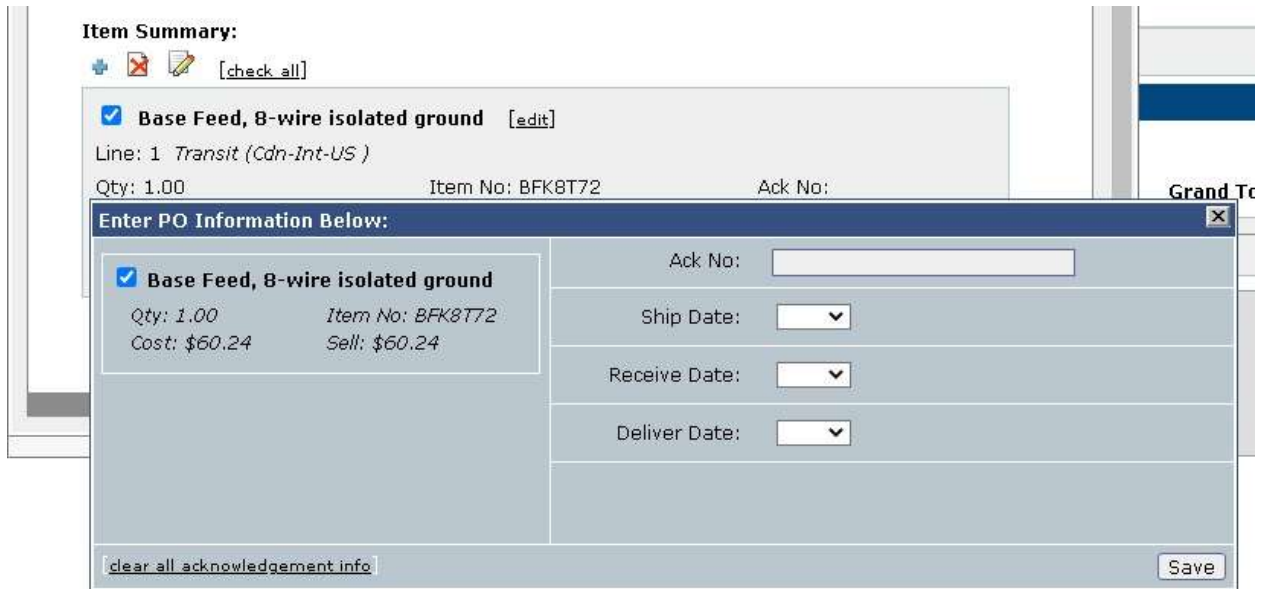 Item Summary:
[check all]
Base Feed, 8-wire isolated ground [edit]
Line: 1 Transit (Cdn-Int-US )
Qty: 1.00 Item No: BFK8T72 Ack No:
Grand
Enter PO Information Below:
Base Feed, 8-wire isolated ground
Qty: 1.00 Item No: BFK8T72
Cost: $60.24 Sell: $60.24
Ack No:
Ship Date:
Receive Date:
Deliver Date:
[clear all acknowledgement info]
Save